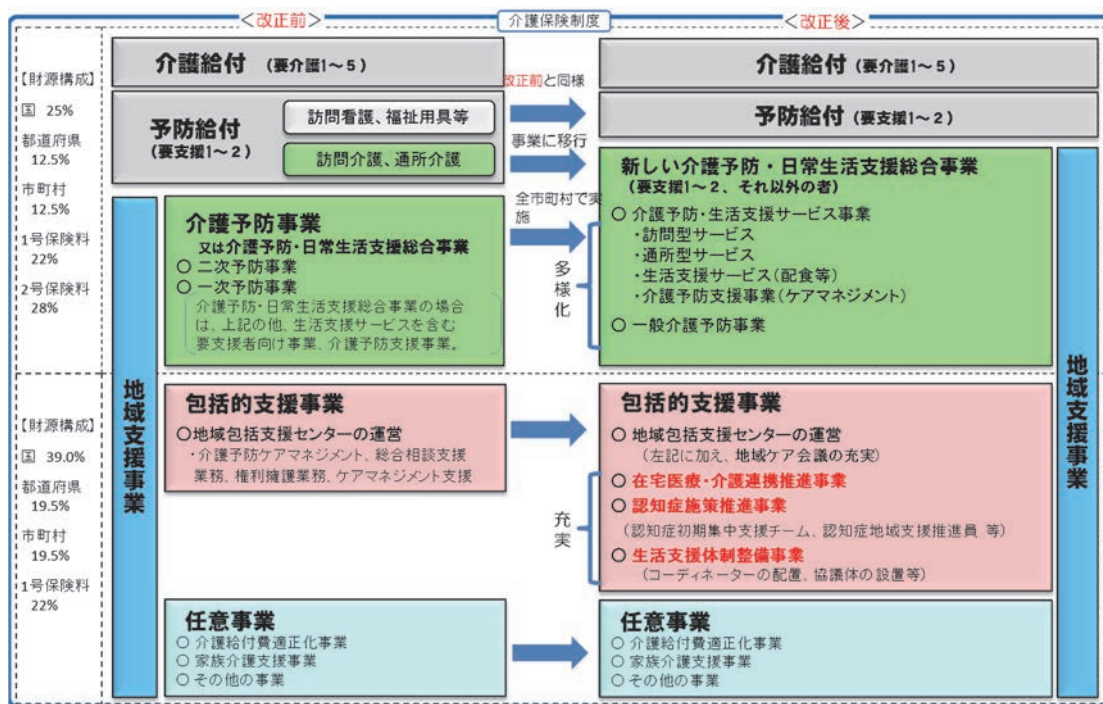 ＜改正前＞
介護保険制度
＜改正後＞
【財源構成】
国 25%
都道府県
12.5%
市町村
12.5%
1号保険料
22%
2号保険料
28%
介護給付 （要介護1～5）
予防給付
（要支援1～2）
訪問看護、福祉用具等
訪問介護、通所介護
改正前と同様
事業に移行
全市町村で実
施
多様化
介護予防事業
又は介護予防・日常生活支援総合事業
○ 二次予防事業
○ 一次予防事業
介護予防・日常生活支援総合事業の場合
は、上記の他、生活支援サービスを含む
要支援者向け事業、介護予防支援事業。
介護給付 （要介護1～5）
予防給付 （要支援1～2）
新しい介護予防・日常生活支援総合事業
（要支援1～2、それ以外の者）
○ 介護予防・生活支援サービス事業
・訪問型サービス
・通所型サービス
・生活支援サービス（配食等）
・介護予防支援事業（ケアマネジメント）
○ 一般介護予防事業
地域支援事業
地域支援事業
【財源構成】
国 39.0%
都道府県
19.5%
市町村
19.5%
1号保険料
22%
包括的支援事業
○地域包括支援センターの運営
・介護予防ケアマネジメント、総合相談支援
業務、権利擁護業務、ケアマネジメント支援
充実
包括的支援事業
○ 地域包括支援センターの運営
（左記に加え、地域ケア会議の充実）
○ 在宅医療・介護連携推進事業
○ 認知症施策推進事業
（認知症初期集中支援チーム、認知症地域支援推進員 等）
○ 生活支援体制整備事業
（コーディネーターの配置、協議体の設置等）
任意事業
○ 介護給付費適正化事業
○ 家族介護支援事業
○ その他の事業
任意事業
○ 介護給付費適正化事業
○ 家族介護支援事業
○ その他の事業